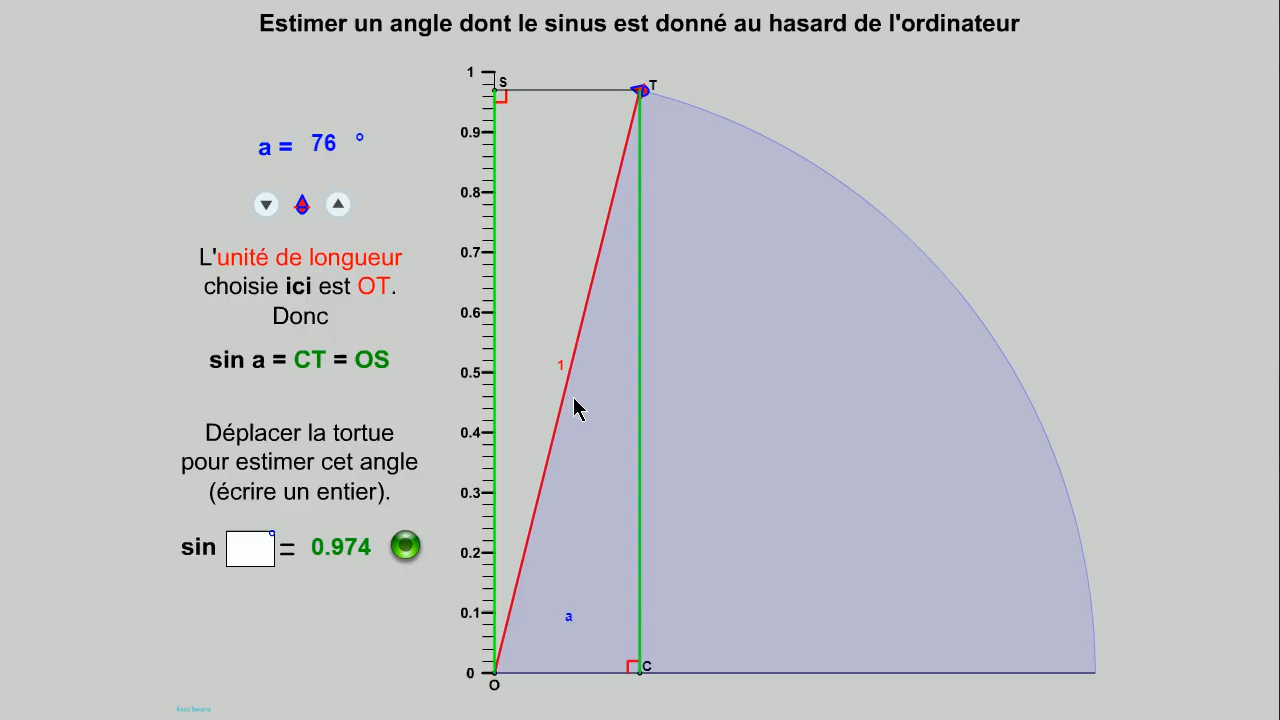 Estimer un angle dont le sinus est donné au hasard de l'ordinateur
a = 76 °
L'unité de longueur
choisie ici est OT.
Donc
sin a = CT = OS
Déplacer la tortue
pour estimer cet angle
(écrire un entier).
sin ° = 0.974
1
S
T
0.9
0.8
0.7
0.6
0.5
1
0.4
0.3
0.2
0.1
a
0
C
O